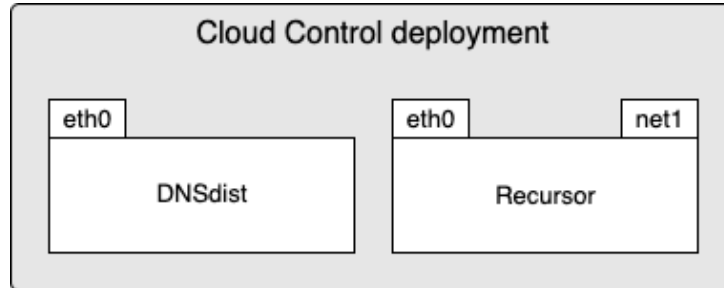 Cloud Control deployment
eth0
eth0
net1
DNSdist
Recursor